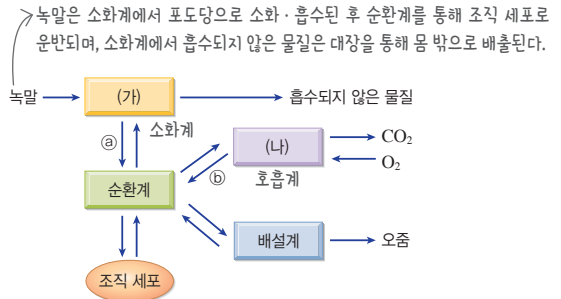 녹말은 소화계에서 포도당으로 소화·흡수된 후 순환계를 통해 조직 세포로
운반되며, 소화계에서 흡수되지 않은 물질은 대장을 통해 몸 밖으로 배출된다.
녹말 (가) 흡수되지 않은 물질
ⓐ 소화계
(나) CO₂
O₂
순환계 ⓑ 호흡계
배설계 오줌
조직 세포